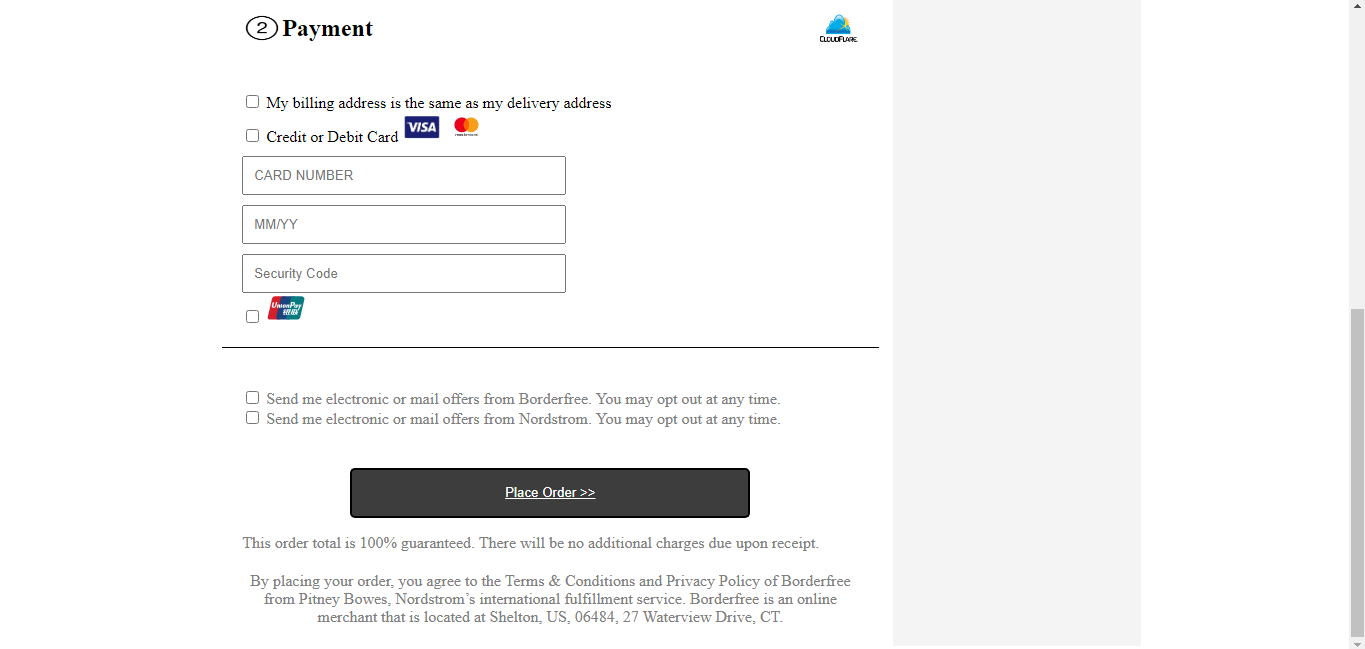 2 Payment
CLOUDFLARE
My billing address is the same as my delivery address
Credit or Debit Card VISA
CARD NUMBER
MM/YY
Security Code
UnionPay
银联
Send me electronic or mail offers from Borderfree. You may opt out at any time.
Send me electronic or mail offers from Nordstrom. You may opt out at any time.
Place Order >>
This order total is 100% guaranteed. There will be no additional charges due upon receipt.
By placing your order, you agree to the Terms & Conditions and Privacy Policy of Borderfree
from Pitney Bowes, Nordstrom’s international fulfillment service. Borderfree is an online
merchant that is located at Shelton, US, 06484, 27 Waterview Drive, CT.